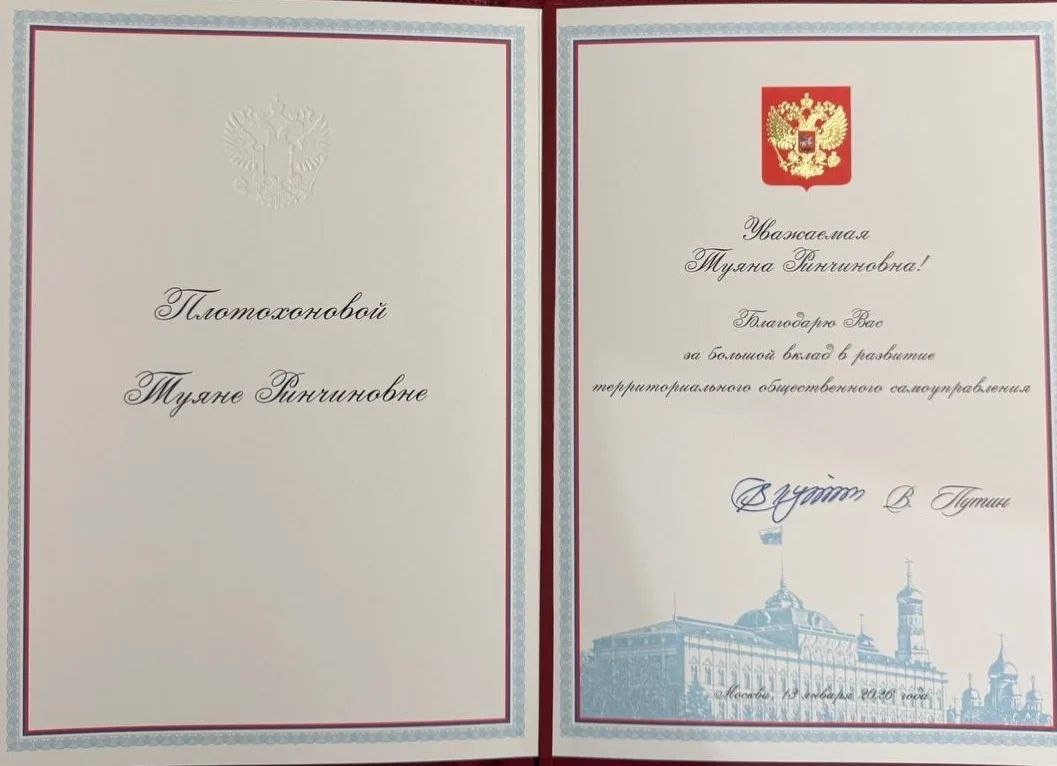 Плотохоновой
Туяне Ринчиновне
Уважаемая
Туяна Ринчиновна!
Благодарю Вас
за большой вклад в развитие
территориального общественного самоуправления
В. Путин
Москва, 13 января 2026 года